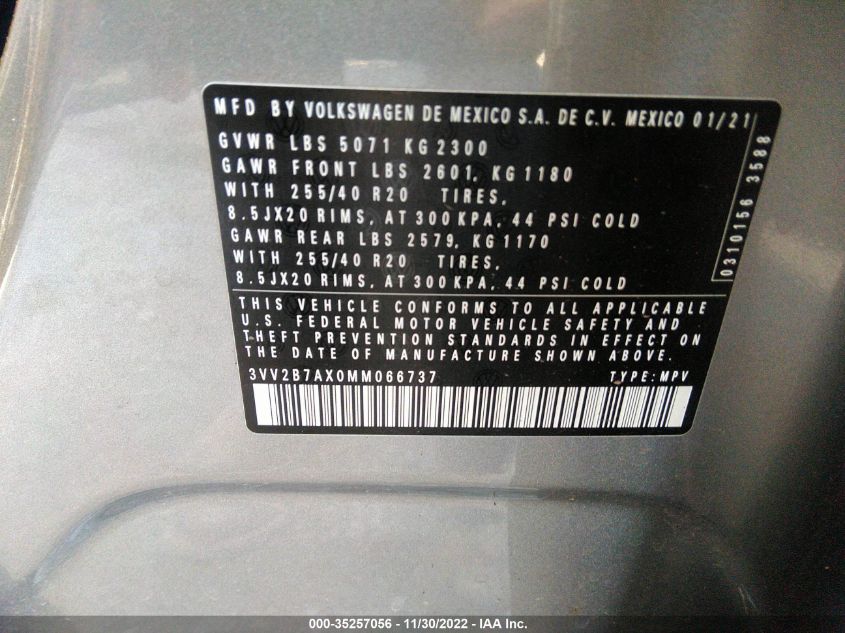 MFD BY VOLKSWAGEN DE MEXICO S.A. DE C.V. MEXICO 01/21
GVWR LBS 5071 KG 2300
GAWR FRONT LBS 2601, KG 1180
WITH 255/40 R20 TIRES,
8.5JX20 RIMS, AT 300 KPA, 44 PSI COLD
GAWR REAR LBS 2579, KG 1170
WITH 255/40 R20 TIRES,
8.5JX20 RIMS, AT 300 KPA, 44 PSI COLD
0310156 3588
THIS VEHICLE CONFORMS TO ALL APPLICABLE
U.S. FEDERAL MOTOR VEHICLE SAFETY AND
THEFT PREVENTION STANDARDS IN EFFECT ON
THE DATE OF MANUFACTURE SHOWN ABOVE.
3VV2B7AX0MM066737 TYPE: MPV
000-35257056 - 11/30/2022 - IAA Inc.